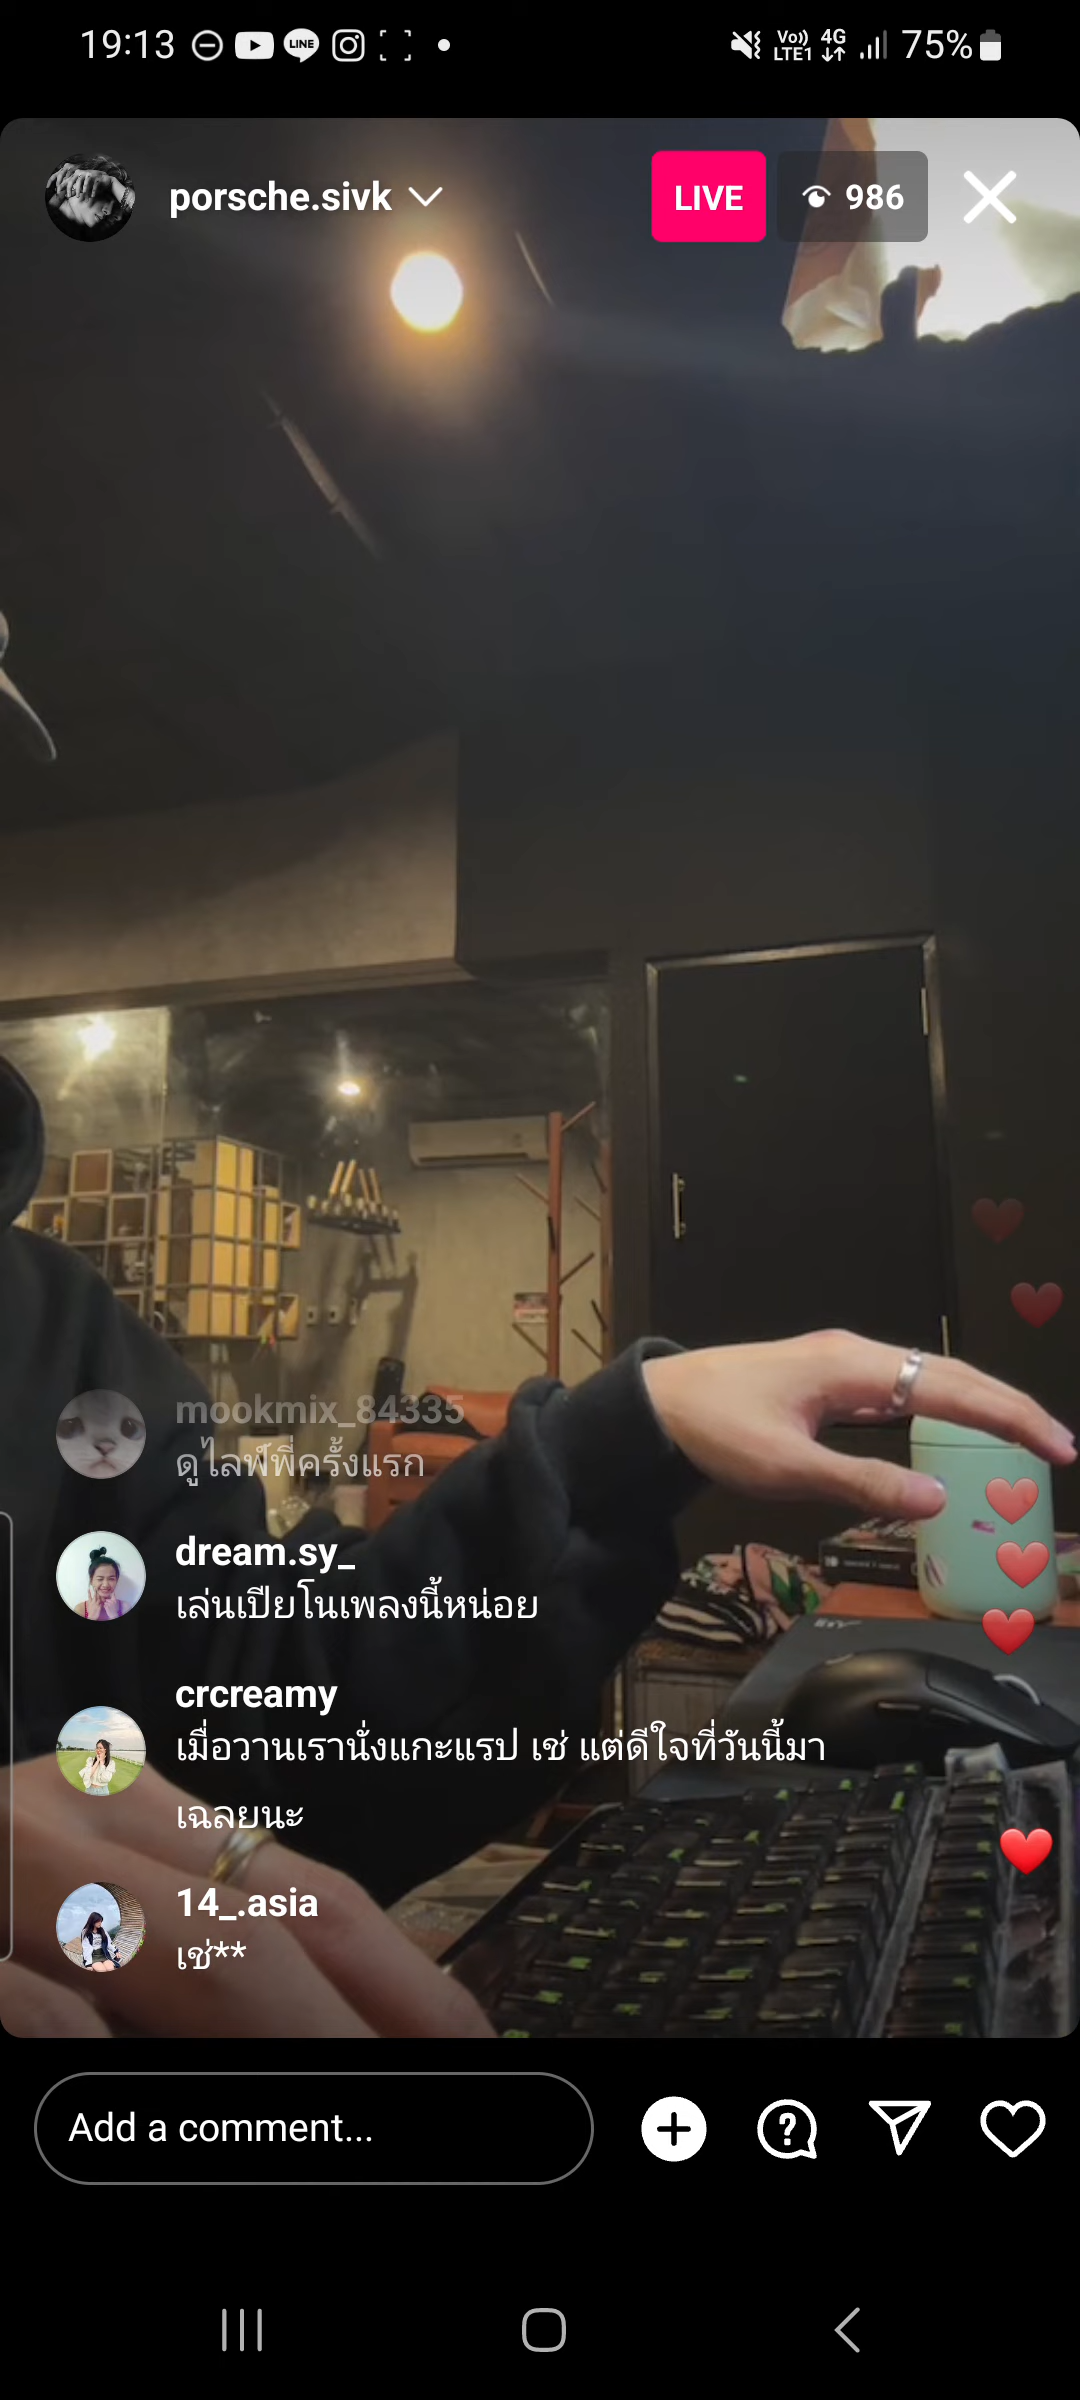 19:13
LINE
Vo)) LTE1
4G
75%
porsche.sivk
LIVE
986
mookmix_84335
ดูไลฟ์พี่ครั้งแรก
dream.sy_
เล่นเปียโนเพลงนี้หน่อย
crcreamy
เมื่อวานเรานั่งแกะแรป เช่ แต่ดีใจที่วันนี้มา
เฉลยนะ
14_.asia
เช่**
Add a comment...